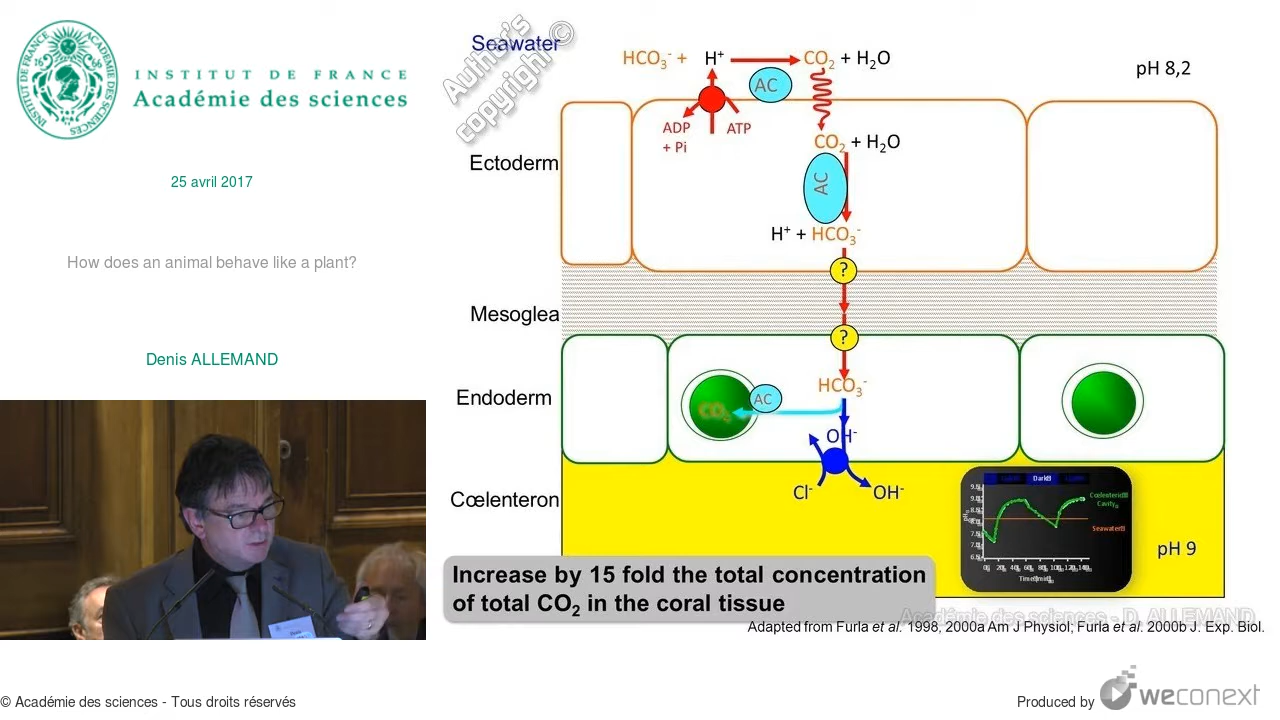 INSTITUT DE FRANCE
Académie des sciences
25 avril 2017
How does an animal behave like a plant?
Denis ALLEMAND
© Académie des sciences - Tous droits réservés
Author's copyright ©
Seawater
HCO₃⁻ + H⁺
CO₂ + H₂O
pH 8,2
AC
ADP + Pi
ATP
CO₂ + H₂O
Ectoderm
AC
H⁺ + HCO₃⁻
?
Mesoglea
?
HCO₃⁻
Endoderm
AC
CO₂
OH⁻
Cœlenteron
Cl⁻
OH⁻
Dark
Cœlenteric
Cavity
Seawater
pH 9
Increase by 15 fold the total concentration
of total CO₂ in the coral tissue
Académie des sciences - D. ALLEMAND
Adapted from Furla et al. 1998, 2000a Am J Physiol; Furla et al. 2000b J. Exp. Biol.
Produced by weconext